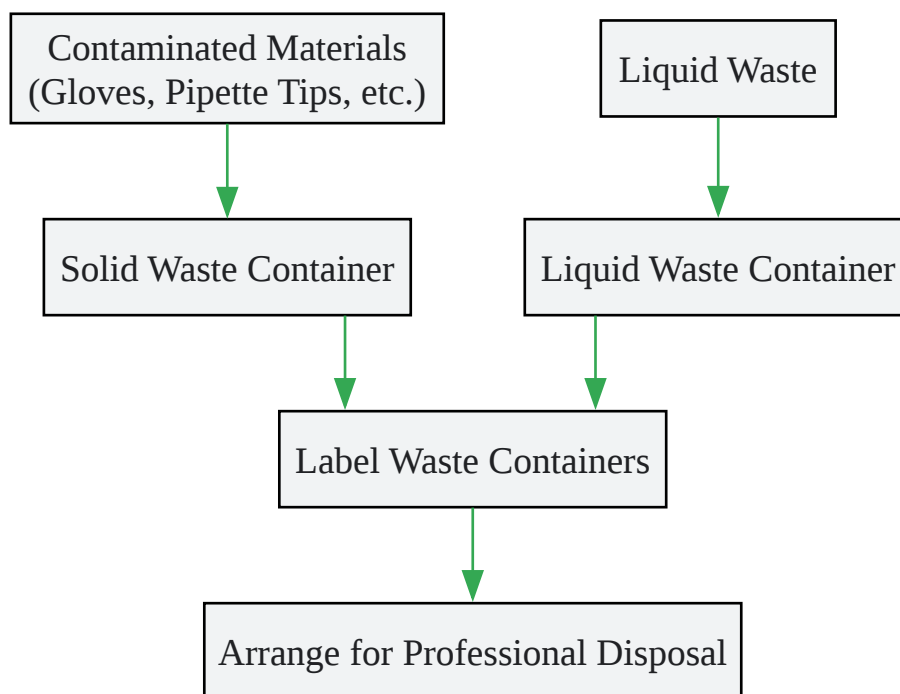 Contaminated Materials
(Gloves, Pipette Tips, etc.)
Liquid Waste
Solid Waste Container
Liquid Waste Container
Label Waste Containers
Arrange for Professional Disposal